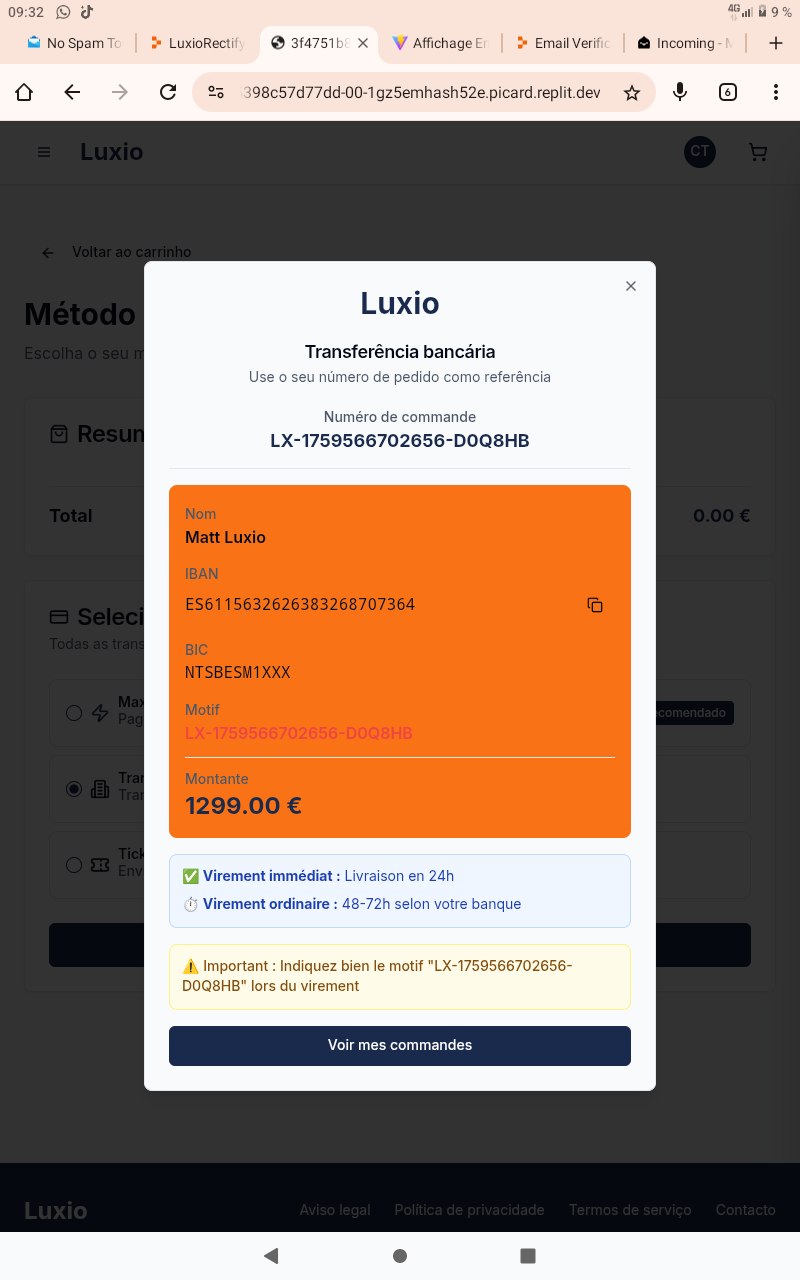 09:32
4G
9 %
No Spam To
LuxioRectify
3f4751b8
Affichage En
Email Verific
Incoming - M
398c57d77dd-00-1gz5emhash52e.picard.replit.dev
6
Luxio
CT
Voltar ao carrinho
Método
Escolha o seu m
Resun
Total
0.00 €
Seleci
Todas as trans
Max
Pag
comendado
Tran
Tran
Tick
Env
Luxio
Transferência bancária
Use o seu número de pedido como referência
Numéro de commande
LX-1759566702656-D0Q8HB
Nom
Matt Luxio
IBAN
ES6115632626383268707364
BIC
NTSBESM1XXX
Motif
LX-1759566702656-D0Q8HB
Montante
1299.00 €
✅ Virement immédiat : Livraison en 24h
⏱️ Virement ordinaire : 48-72h selon votre banque
⚠️ Important : Indiquez bien le motif "LX-1759566702656-
D0Q8HB" lors du virement
Voir mes commandes
Luxio
Aviso legal
Política de privacidade
Termos de serviço
Contacto